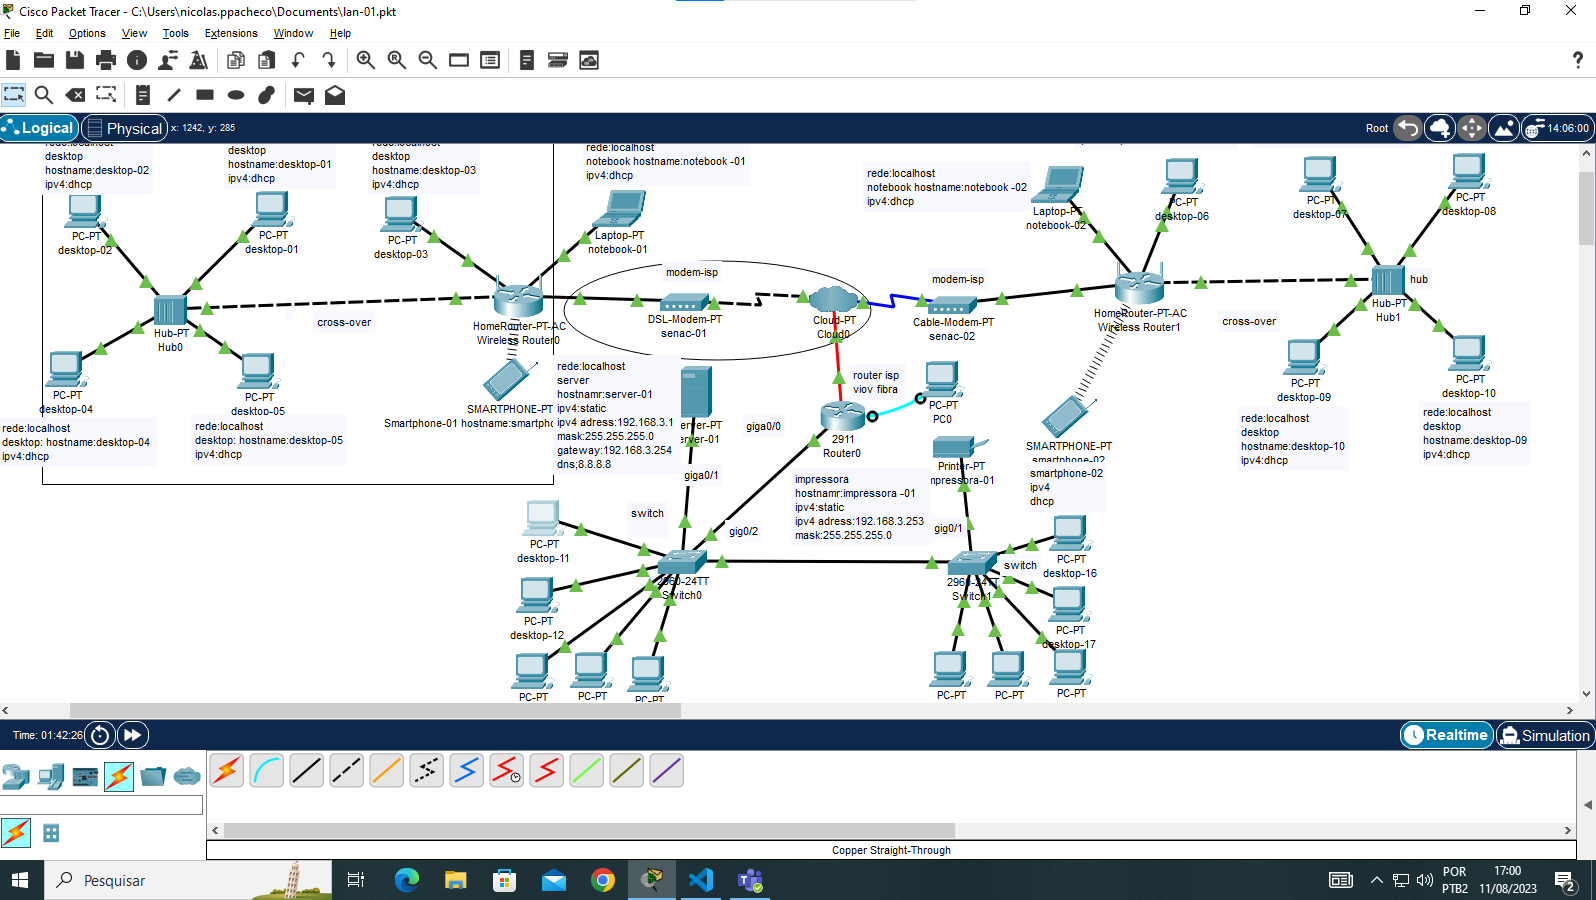 Cisco Packet Tracer - C:\Users\nicolas.ppacheco\Documents\lan-01.pkt
File Edit Options View Tools Extensions Window Help
Logical
Physical
x: 1242, y: 285
Root
14:06:00
rede:localhost
desktop
hostname:desktop-02
ipv4:dhcp
desktop
hostname:desktop-01
ipv4:dhcp
rede:localhost
desktop
hostname:desktop-03
ipv4:dhcp
rede:localhost
notebook hostname:notebook -01
ipv4:dhcp
rede:localhost
notebook hostname:notebook -02
ipv4:dhcp
PC-PT
desktop-02
PC-PT
desktop-01
PC-PT
desktop-03
Laptop-PT
notebook-01
Laptop-PT
notebook-02
PC-PT
desktop-06
PC-PT
desktop-07
PC-PT
desktop-08
modem-isp
modem-isp
hub
Hub-PT
Hub0
cross-over
HomeRouter-PT-AC
Wireless Router0
DSL-Modem-PT
senac-01
Cloud-PT
Cloud0
Cable-Modem-PT
senac-02
HomeRouter-PT-AC
Wireless Router1
cross-over
Hub-PT
Hub1
PC-PT
desktop-04
PC-PT
desktop-05
SMARTPHONE-PT
Smartphone-01 hostname:smartpho
rede:localhost
server
hostnamr:server-01
ipv4:static
ipv4 adress:192.168.3.1
mask:255.255.255.0
gateway:192.168.3.254
dns;8.8.8.8
erver-PT
erver-01
giga0/0
giga0/1
router isp
viov fibra
2911
Router0
PC-PT
PC0
Printer-PT
mpressora-01
SMARTPHONE-PT
smartphone-02
smartphone-02
ipv4
dhcp
PC-PT
desktop-09
PC-PT
desktop-10
rede:localhost
desktop: hostname:desktop-04
ipv4:dhcp
rede:localhost
desktop: hostname:desktop-05
ipv4:dhcp
rede:localhost
desktop
hostname:desktop-10
ipv4:dhcp
rede:localhost
desktop
hostname:desktop-09
ipv4:dhcp
impressora
hostnamr:impressora -01
ipv4:static
ipv4 adress:192.168.3.253
mask:255.255.255.0
gig0/1
switch
gig0/2
switch
PC-PT
desktop-11
2960-24TT
Switch0
2960-24TT
Switch1
PC-PT
desktop-16
PC-PT
desktop-12
PC-PT
desktop-17
PC-PT
PC-PT
PC-PT
PC-PT
PC-PT
PC-PT
Time: 01:42:26
Realtime
Simulation
Copper Straight-Through
Pesquisar
POR
PTB2
17:00
11/08/2023
2